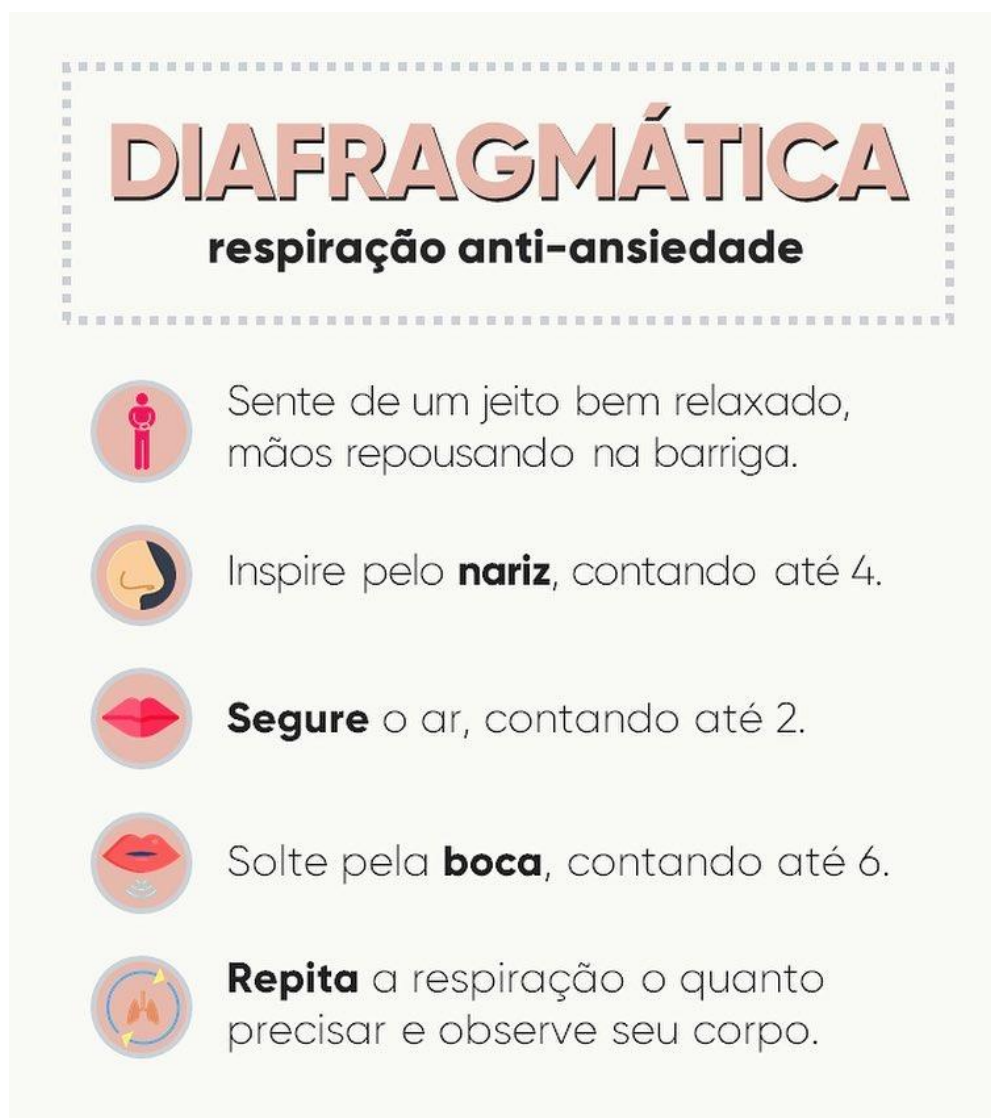 DIAFRAGMÁTICA
respiração anti-ansiedade
Sente de um jeito bem relaxado,
mãos repousando na barriga.
Inspire pelo nariz, contando até 4.
Segure o ar, contando até 2.
Solte pela boca, contando até 6.
Repita a respiração o quanto
precisar e observe seu corpo.